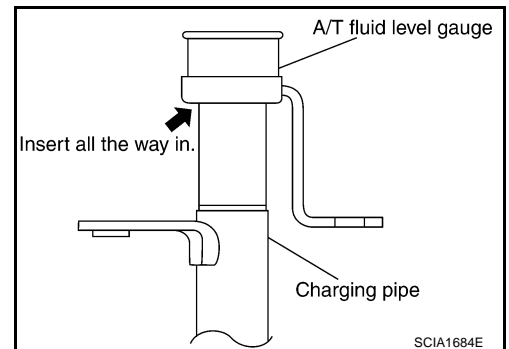 A/T fluid level gauge
Insert all the way in.
Charging pipe
SCIA1684E